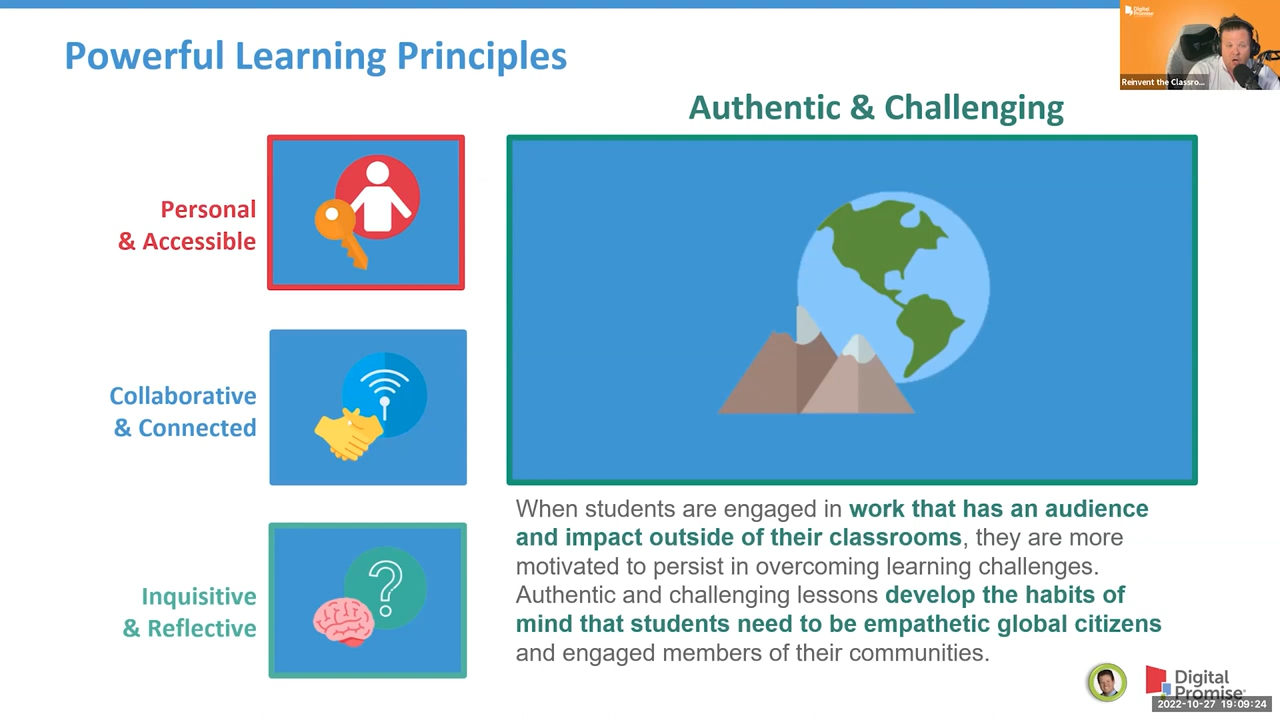 Powerful Learning Principles
Digital
Promise
Reinvent the Classro...
Authentic & Challenging
Personal
& Accessible
Collaborative
& Connected
Inquisitive
& Reflective
When students are engaged in work that has an audience
and impact outside of their classrooms, they are more
motivated to persist in overcoming learning challenges.
Authentic and challenging lessons develop the habits of
mind that students need to be empathetic global citizens
and engaged members of their communities.
Digital
Promise
2022-10-27 19:09:24